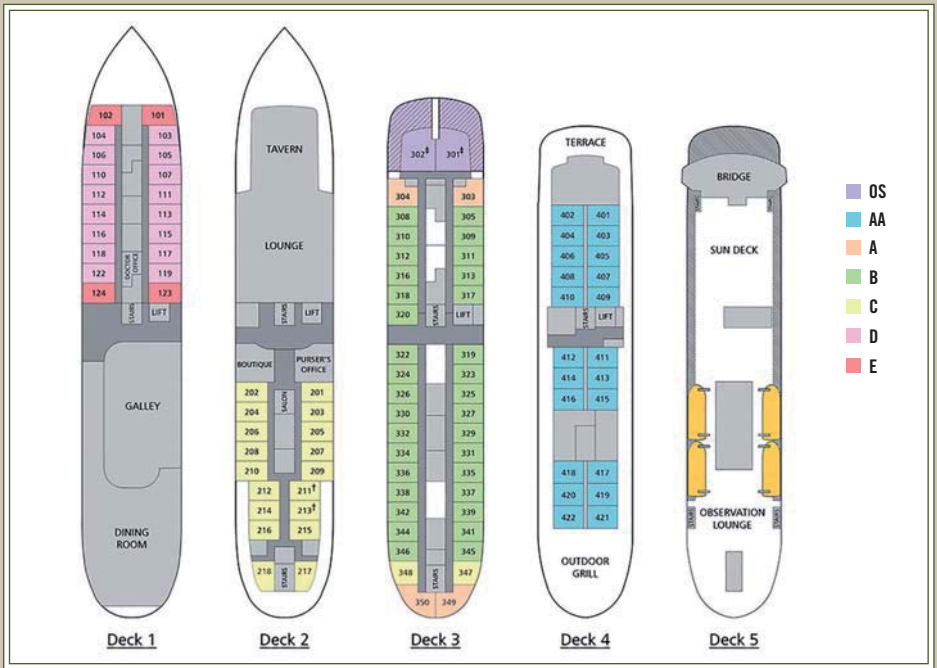 102 101
104 103
106 105
110 107
112 111
114 113
116 115
118 117
122 119
124 123
DOCTOR
OFFICE
STAIRS
LIFT
GALLEY
DINING
ROOM
Deck 1
TAVERN
LOUNGE
STAIRS
LIFT
BOUTIQUE
PURSER'S
OFFICE
SALON
202 201
204 203
206 205
208 207
210 209
212 211†
214 213†
216 215
218 217
STAIRS
Deck 2
302‡ 301‡
304 303
308 305
310 309
312 311
316 313
318 317
320
STAIRS
LIFT
322 319
324 323
326 325
330 327
332 329
334 331
336 335
338 337
342 339
344 341
346 345
348 347
STAIRS
350 349
Deck 3
TERRACE
402 401
404 403
406 405
408 407
410 409
STAIRS
LIFT
412 411
414 413
416 415
418 417
420 419
422 421
OUTDOOR
GRILL
Deck 4
BRIDGE
STAIRS
STAIRS
SUN DECK
OBSERVATION
LOUNGE
STAIRS
STAIRS
Deck 5
OS
AA
A
B
C
D
E